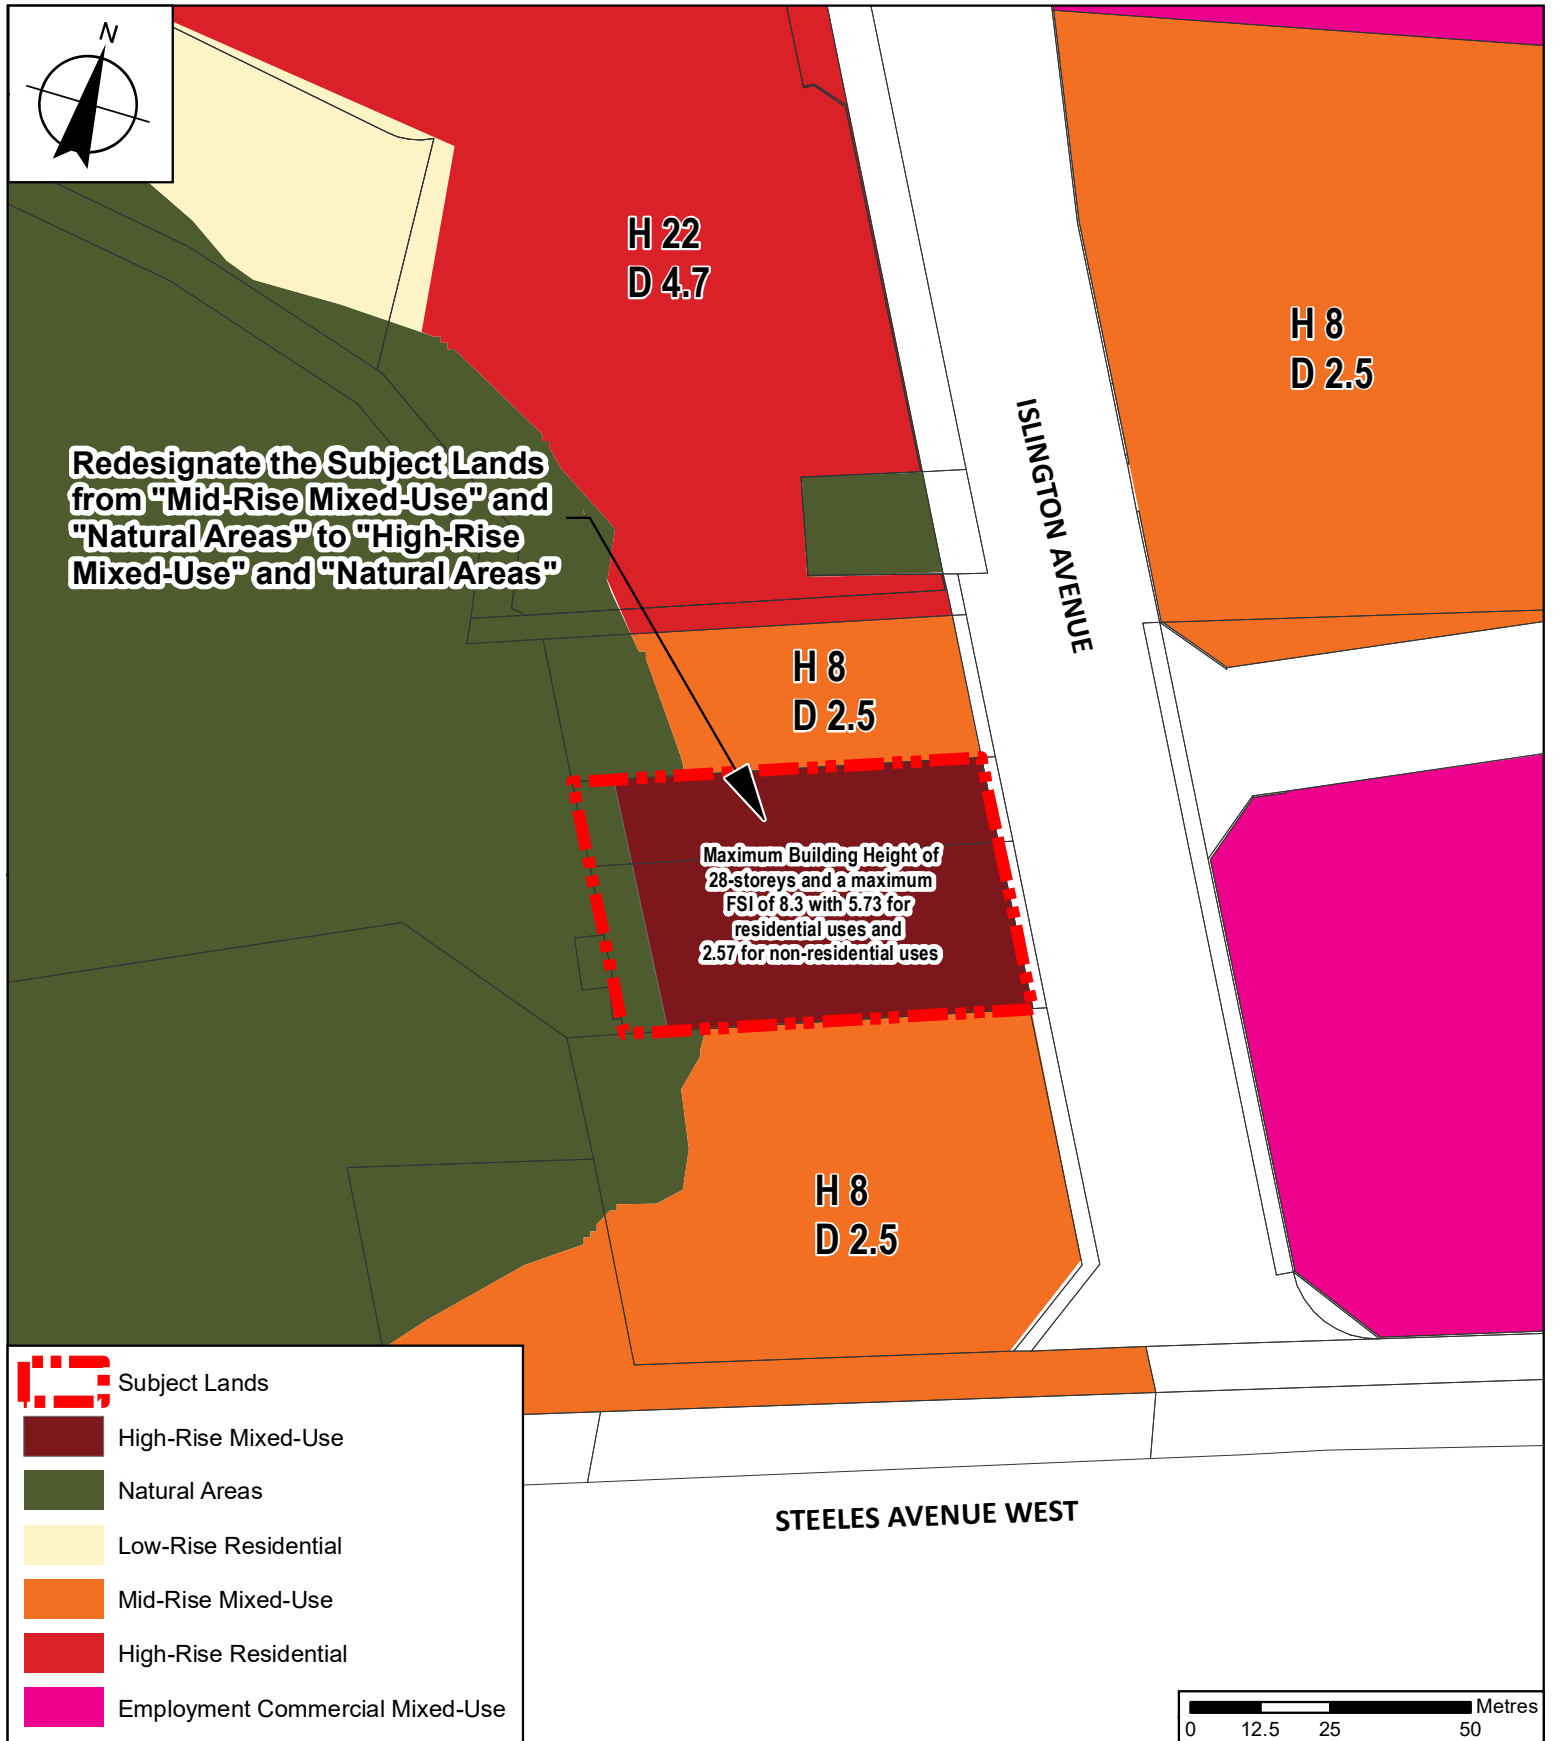 N
H 22
D 4.7
H 8
D 2.5
ISLINGTON AVENUE
Redesignate the Subject Lands
from "Mid-Rise Mixed-Use" and
"Natural Areas" to "High-Rise
Mixed-Use" and "Natural Areas"
H 8
D 2.5
Maximum Building Height of
28-storeys and a maximum
FSI of 8.3 with 5.73 for
residential uses and
2.57 for non-residential uses
H 8
D 2.5
STEELES AVENUE WEST
Subject Lands
High-Rise Mixed-Use
Natural Areas
Low-Rise Residential
Mid-Rise Mixed-Use
High-Rise Residential
Employment Commercial Mixed-Use
Metres
0 12.5 25 50